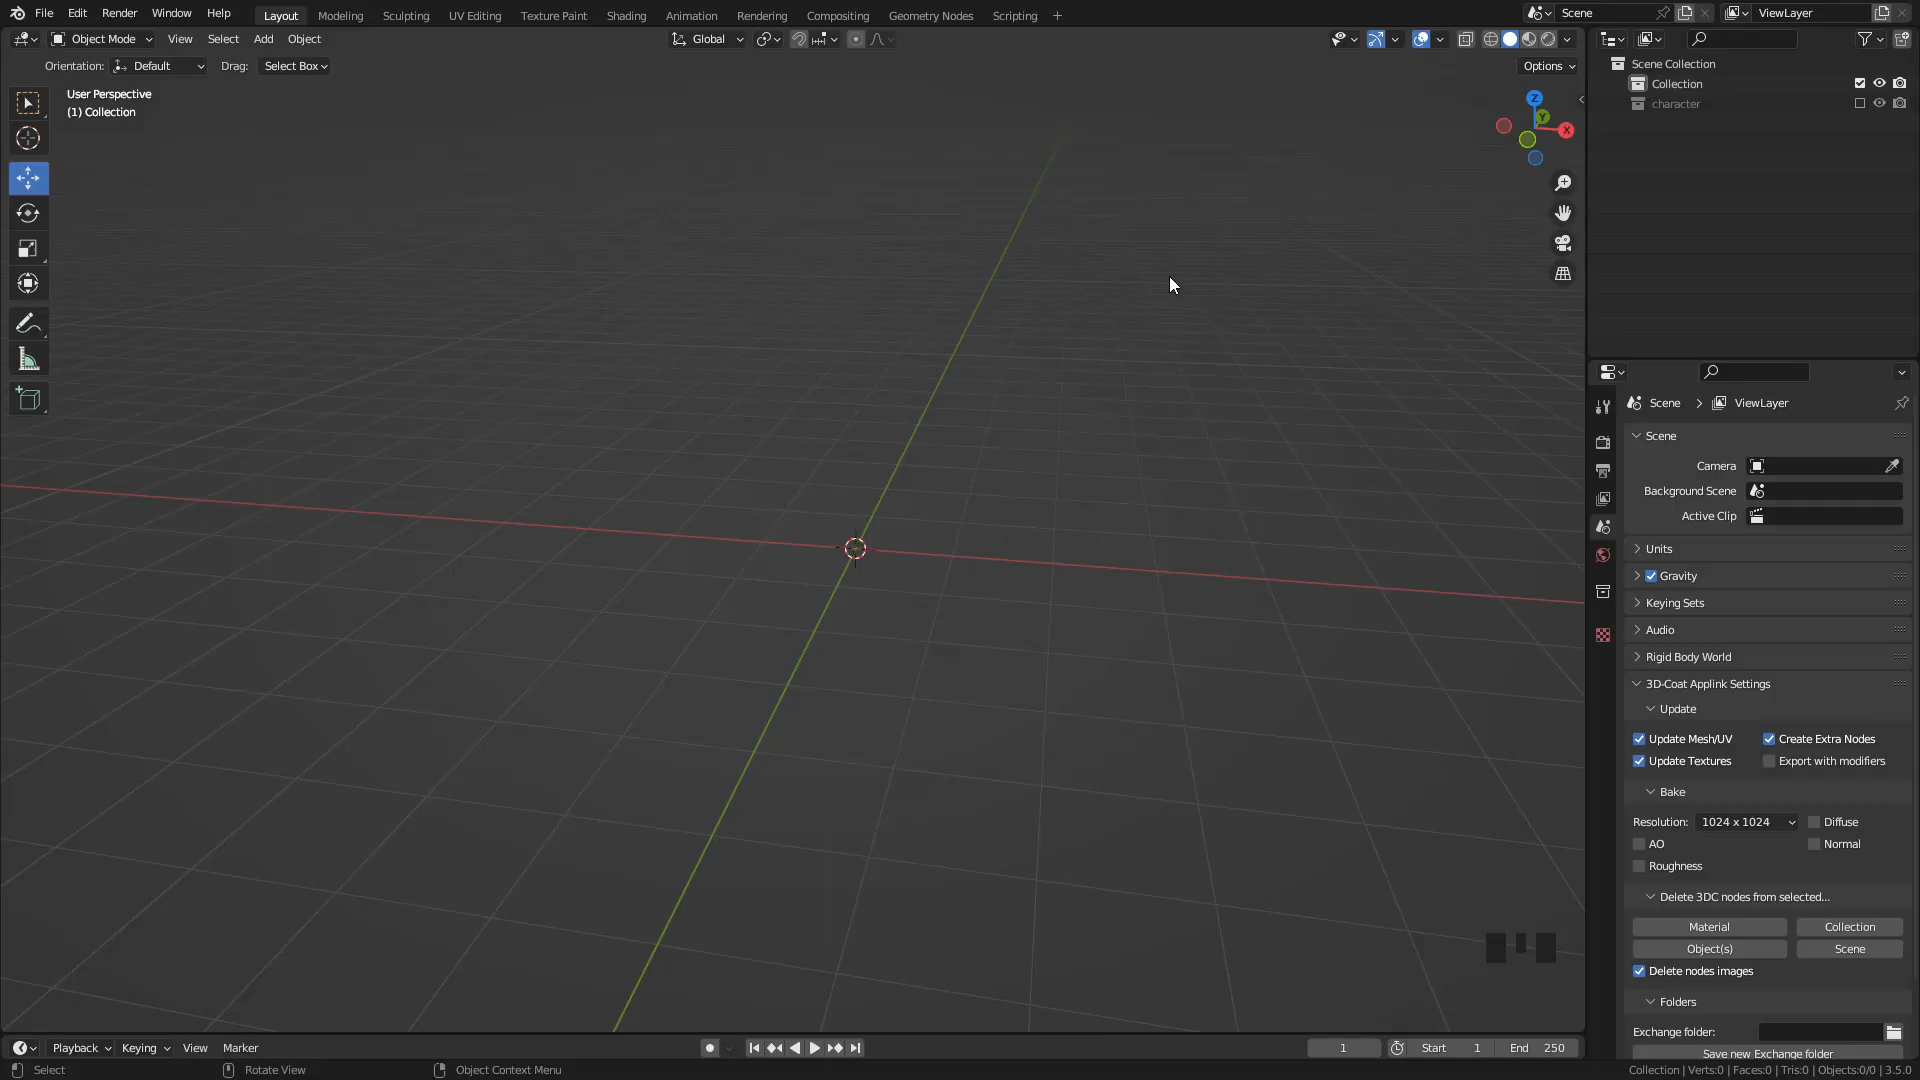 File Edit Render Window Help Layout Modeling Sculpting UV Editing Texture Paint Shading Animation Rendering Compositing Geometry Nodes Scripting + Scene ViewLayer
Object Mode View Select Add Object Global
Orientation: Default Drag: Select Box Options
User Perspective
(1) Collection
Z
Y
X
Scene Collection
Collection
character
Scene > ViewLayer
Scene
Camera
Background Scene
Active Clip
Units
Gravity
Keying Sets
Audio
Rigid Body World
3D-Coat Applink Settings
Update
Update Mesh/UV Create Extra Nodes
Update Textures Export with modifiers
Bake
Resolution: 1024 x 1024 Diffuse
AO Normal
Roughness
Delete 3DC nodes from selected...
Material Collection
Object(s) Scene
Delete nodes images
Folders
Exchange folder:
Save new Exchange folder
Playback Keying View Marker 1 Start 1 End 250
Select Rotate View Object Context Menu Collection | Verts:0 | Faces:0 | Tris:0 | Objects:0/0 | 3.5.0